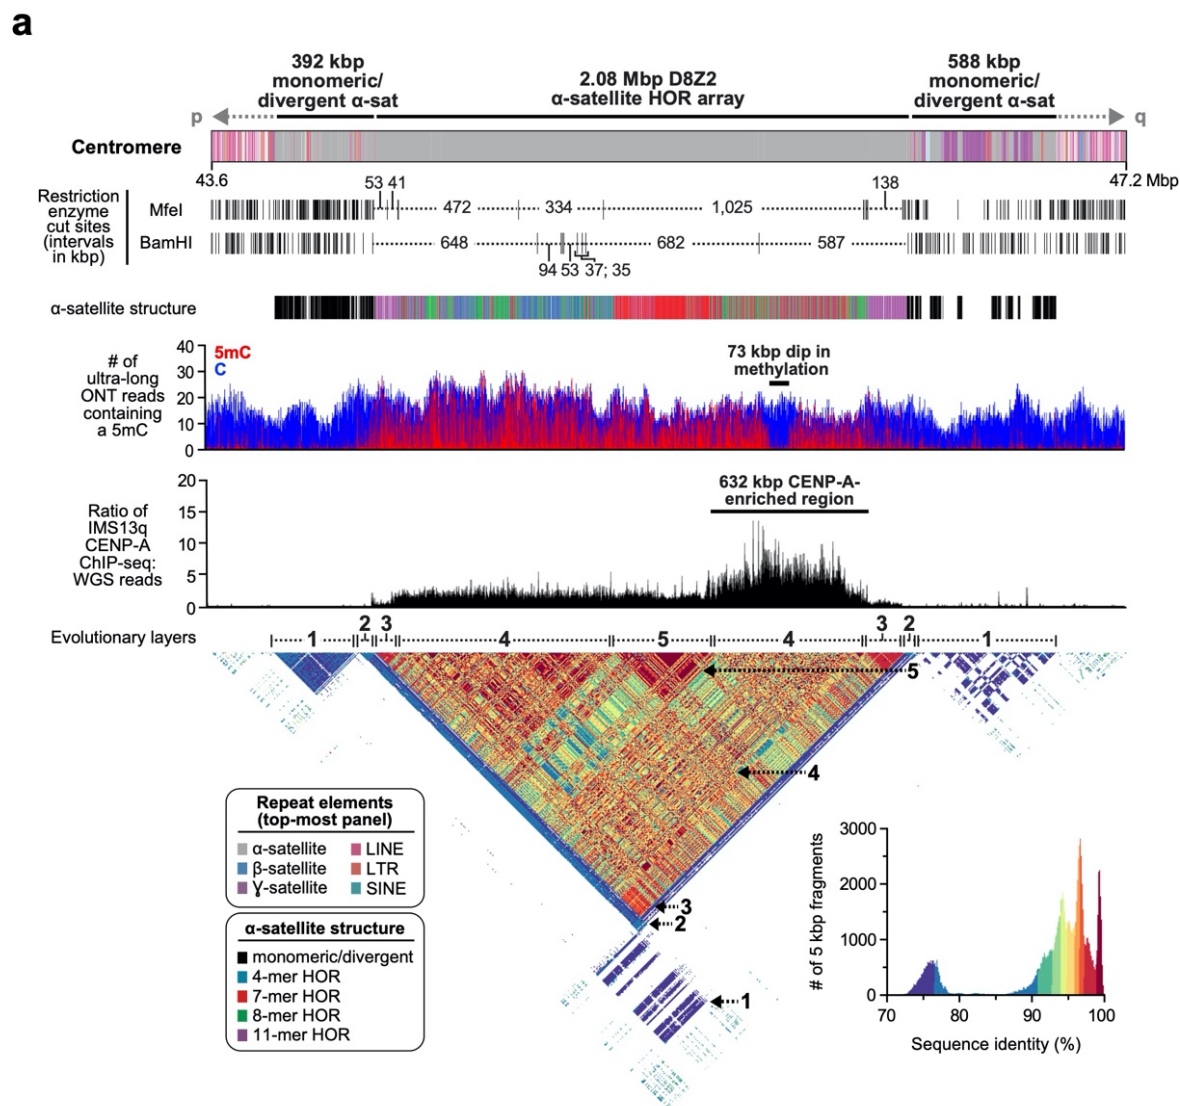 a
392 kbp
monomeric/
divergent α-sat
2.08 Mbp D8Z2
α-satellite HOR array
588 kbp
monomeric/
divergent α-sat
p
q
Centromere
43.6
47.2 Mbp
Restriction
enzyme
cut sites
(intervals
in kbp)
MfeI
53 41
472
334
1,025
138
BamHI
648
682
587
94 53 37; 35
α-satellite structure
# of
ultra-long
ONT reads
containing
a 5mC
40
30
20
10
0
5mC
C
73 kbp dip in
methylation
Ratio of
IMS13q
CENP-A
ChIP-seq:
WGS reads
20
15
10
5
0
632 kbp CENP-A-
enriched region
Evolutionary layers
1 2 3 4 5 4 3 2 1
5
4
3
2
1
Repeat elements
(top-most panel)
α-satellite
LINE
β-satellite
LTR
Ɣ-satellite
SINE
α-satellite structure
monomeric/divergent
4-mer HOR
7-mer HOR
8-mer HOR
11-mer HOR
# of 5 kbp fragments
3000
2000
1000
0
70 80 90 100
Sequence identity (%)